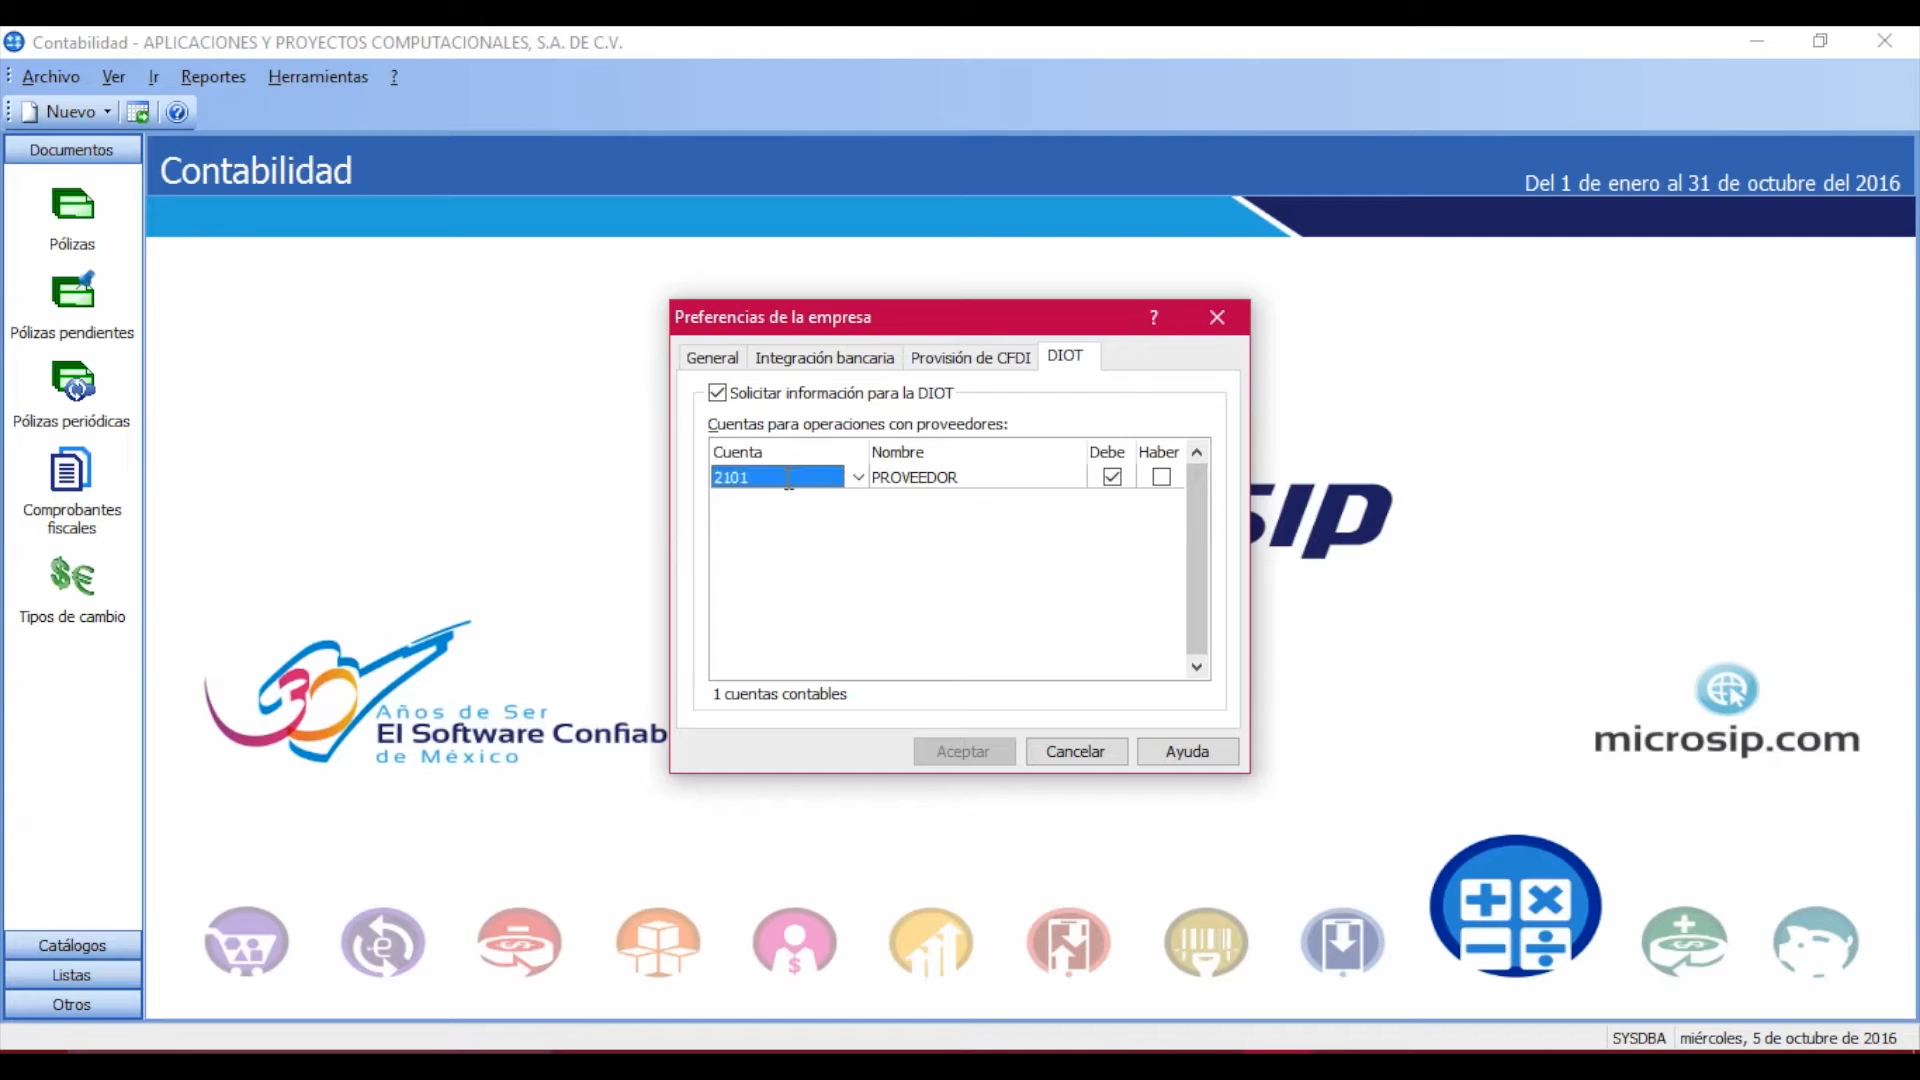 Contabilidad - APLICACIONES Y PROYECTOS COMPUTACIONALES, S.A. DE C.V.
Archivo Ver Ir Reportes Herramientas ?
Nuevo
Documentos
Contabilidad
Del 1 de enero al 31 de octubre del 2016
Pólizas
Pólizas pendientes
Pólizas periódicas
Comprobantes
fiscales
Tipos de cambio
Preferencias de la empresa ?
General Integración bancaria Provisión de CFDI DIOT
Solicitar información para la DIOT
Cuentas para operaciones con proveedores:
Cuenta Nombre Debe Haber
2101 PROVEEDOR
1 cuentas contables
Aceptar Cancelar Ayuda
sip
30
Años de Ser
El Software Confiab
de México
microsip.com
Catálogos
Listas
Otros
SYSDBA miércoles, 5 de octubre de 2016